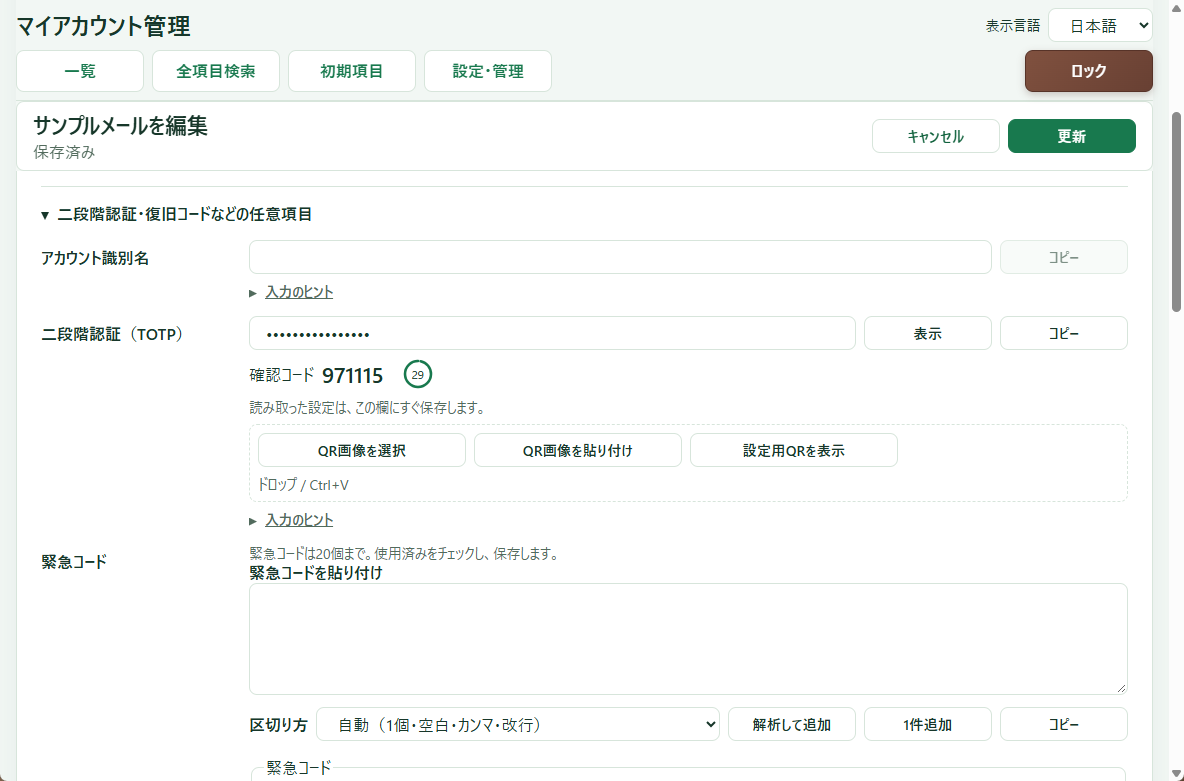 マイアカウント管理
表示言語 日本語
一覧 全項目検索 初期項目 設定・管理 ロック
サンプルメールを編集
保存済み
キャンセル 更新
▼ 二段階認証・復旧コードなどの任意項目
アカウント識別名 コピー
▶ 入力のヒント
二段階認証（TOTP） ••••••••••••••• 表示 コピー
確認コード 971115 29
読み取った設定は、この欄にすぐ保存します。
QR画像を選択 QR画像を貼り付け 設定用QRを表示
ドロップ / Ctrl+V
▶ 入力のヒント
緊急コード
緊急コードは20個まで。使用済みをチェックし、保存します。
緊急コードを貼り付け
区切り方 自動（1個・空白・カンマ・改行） 解析して追加 1件追加 コピー
緊急コード